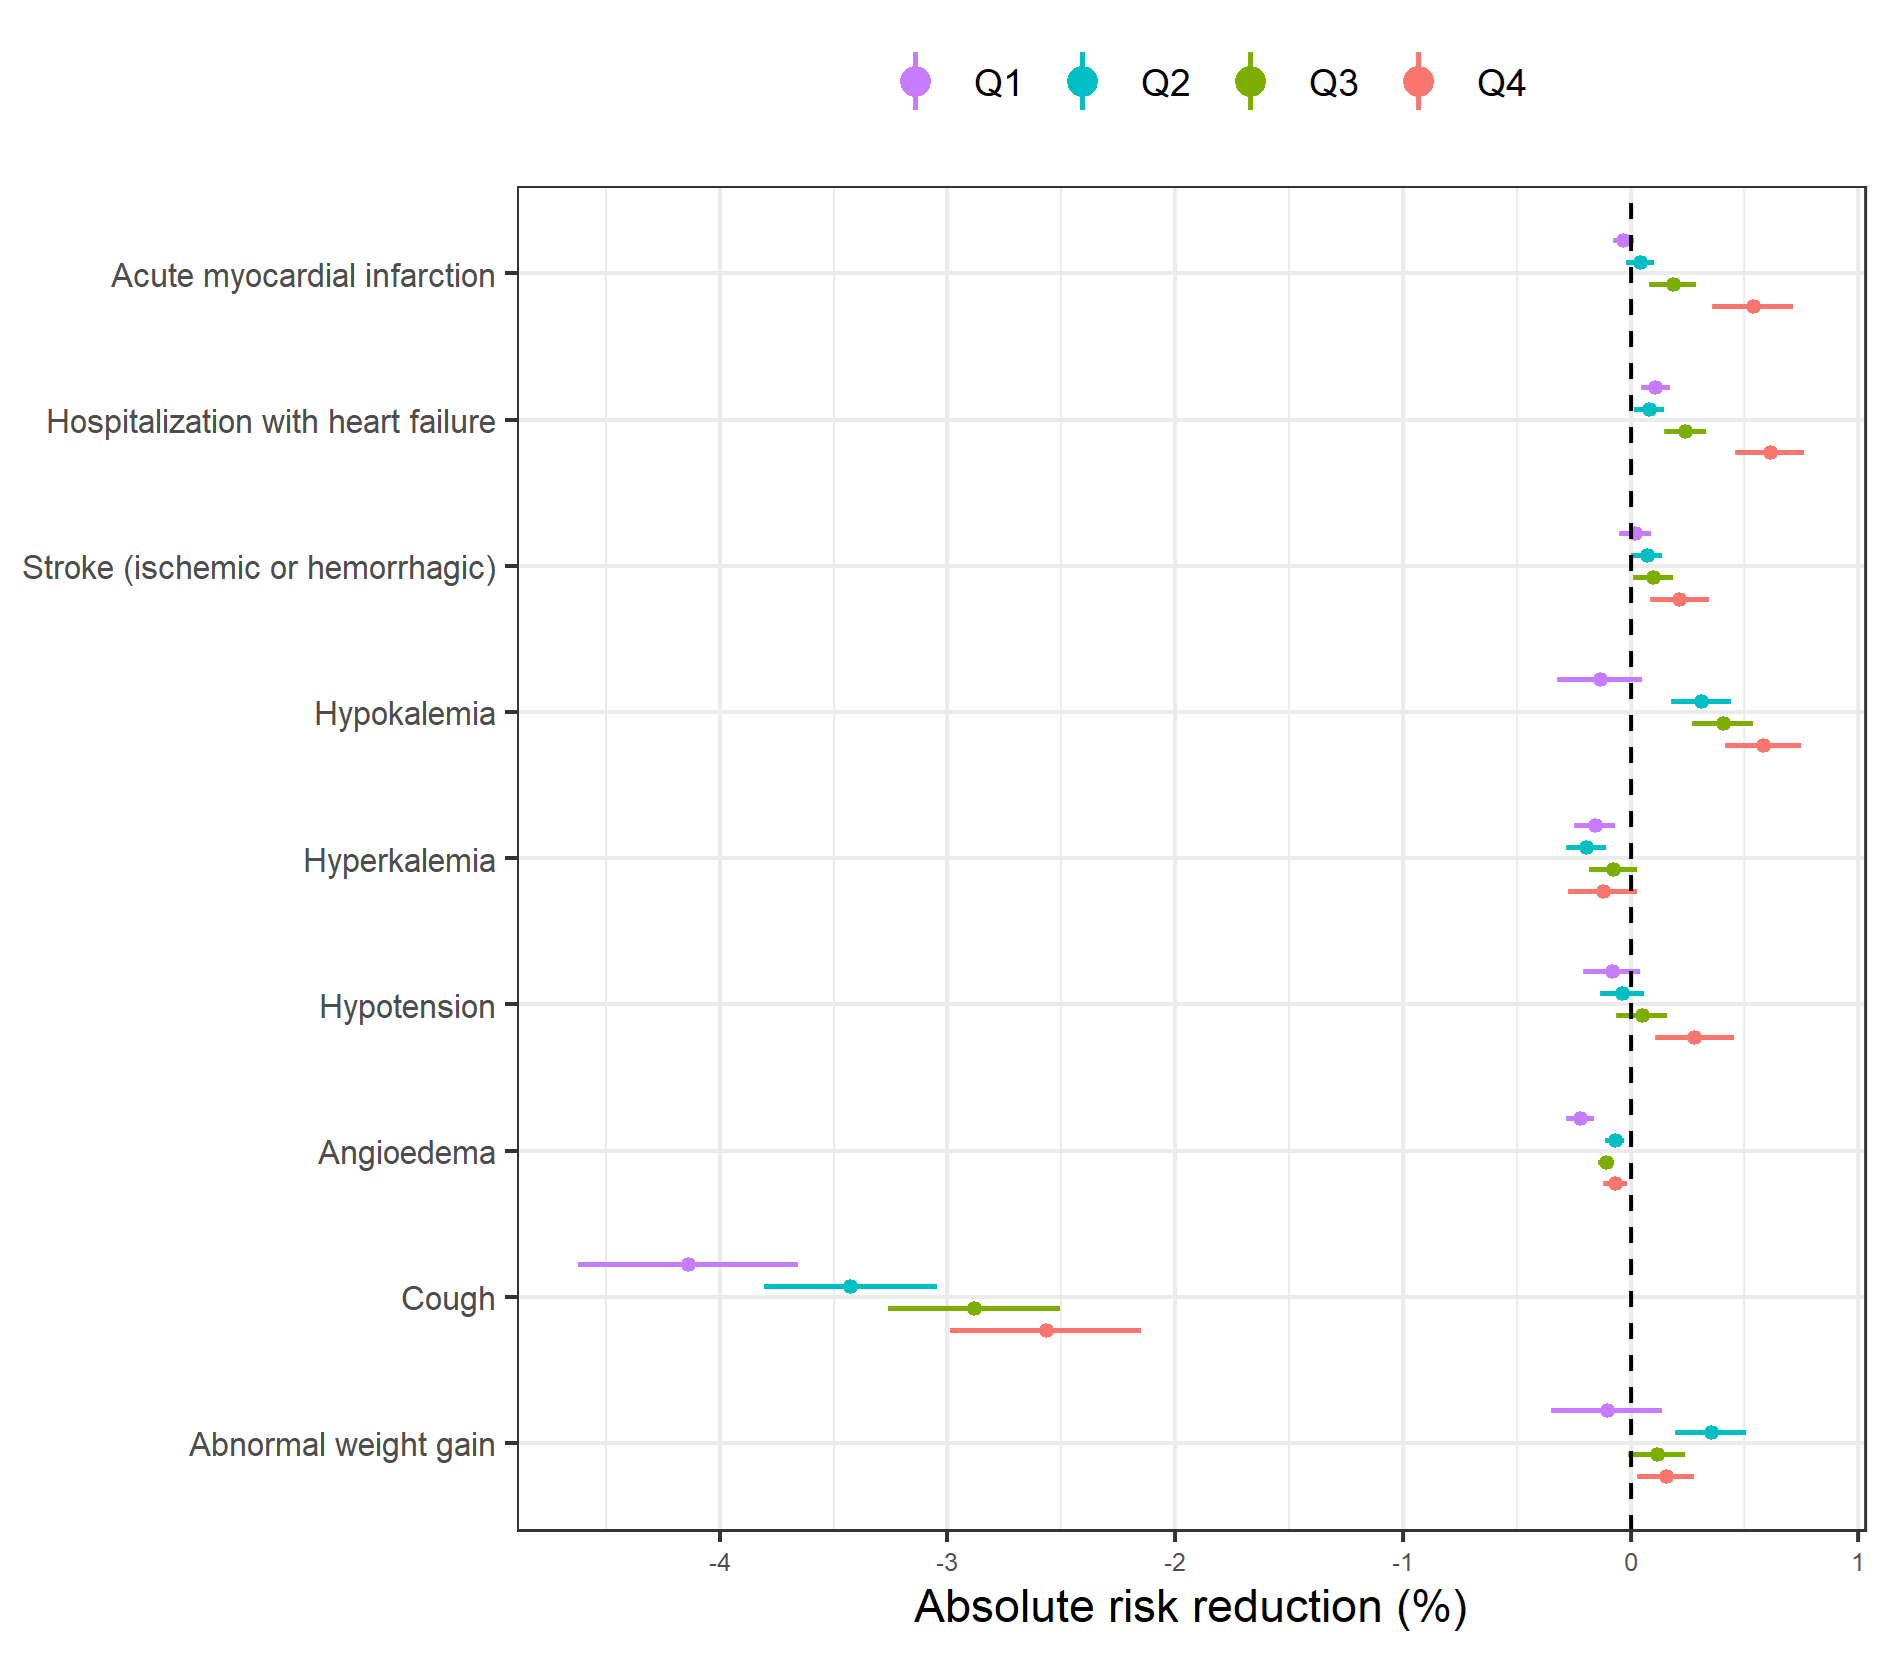 Q1 Q2 Q3 Q4
Acute myocardial infarction
Hospitalization with heart failure
Stroke (ischemic or hemorrhagic)
Hypokalemia
Hyperkalemia
Hypotension
Angioedema
Cough
Abnormal weight gain
-4 -3 -2 -1 0 1
Absolute risk reduction (%)